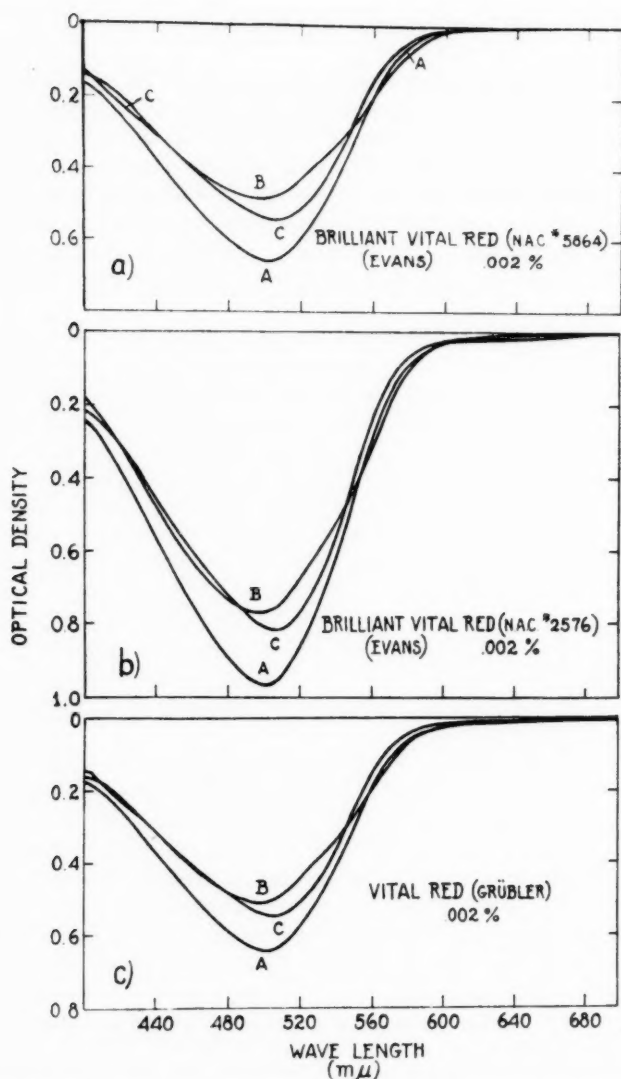 0
0.2
0.4
0.6
C
A
B
C
A
BRILLIANT VITAL RED (NAC #5864)
(EVANS) .002 %
a)
0
0.2
0.4
0.6
0.8
1.0
B
C
A
BRILLIANT VITAL RED (NAC #2576)
(EVANS) .002 %
b)
OPTICAL DENSITY
0
0.2
0.4
0.6
0.8
B
C
A
VITAL RED (GRÜBLER)
.002 %
c)
440 480 520 560 600 640 680
WAVE LENGTH
(mμ)